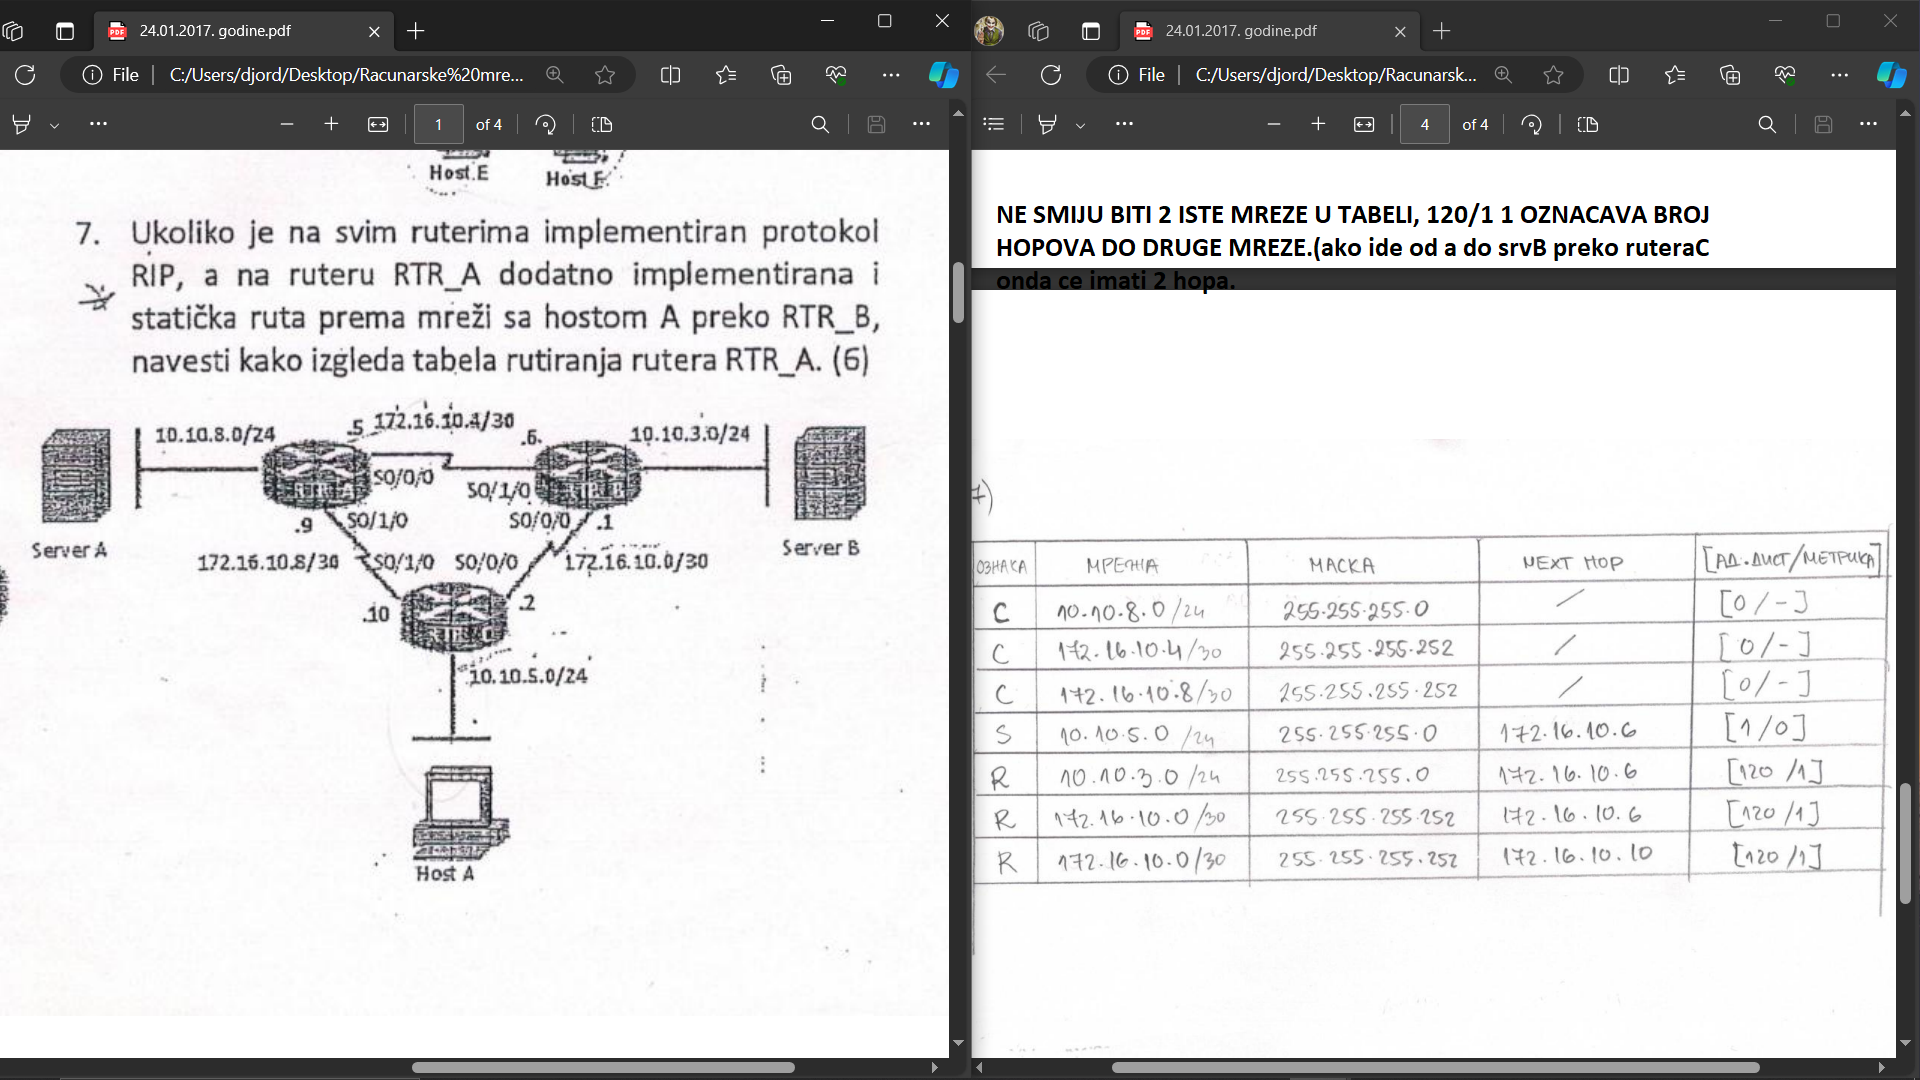 24.01.2017. godine.pdf
File
C:/Users/djord/Desktop/Racunarske%20mre...
1
of 4
Host E
Host F
7. Ukoliko je na svim ruterima implementiran protokol
RIP, a na ruteru RTR_A dodatno implementirana i
statička ruta prema mreži sa hostom A preko RTR_B,
navesti kako izgleda tabela rutiranja rutera RTR_A. (6)
10.10.8.0/24
.5
172.16.10.4/30
.6
10.10.3.0/24
RTR A
S0/0/0
S0/1/0
RTR B
.9
S0/1/0
S0/0/0
.1
Server A
Server B
172.16.10.8/30
S0/1/0
S0/0/0
172.16.10.0/30
.10
.2
RTR C
10.10.5.0/24
Host A
24.01.2017. godine.pdf
File
C:/Users/djord/Desktop/Racunarsk...
4
of 4
NE SMIJU BITI 2 ISTE MREZE U TABELI, 120/1 1 OZNACAVA BROJ
HOPOVA DO DRUGE MREZE.(ako ide od a do srvB preko ruteraC
onda ce imati 2 hopa.
7)
ОЗНАКА МРЕЖА МАСКА NEXT HOP [АД.ДИСТ/МЕТРИКА]
C 10.10.8.0/24 255.255.255.0 / [0/-]
C 172.16.10.4/30 255.255.255.252 / [0/-]
C 172.16.10.8/30 255.255.255.252 / [0/-]
S 10.10.5.0/24 255.255.255.0 172.16.10.6 [1/0]
R 10.10.3.0/24 255.255.255.0 172.16.10.6 [120/1]
R 172.16.10.0/30 255.255.255.252 172.16.10.6 [120/1]
R 172.16.10.0/30 255.255.255.252 172.16.10.10 [120/1]